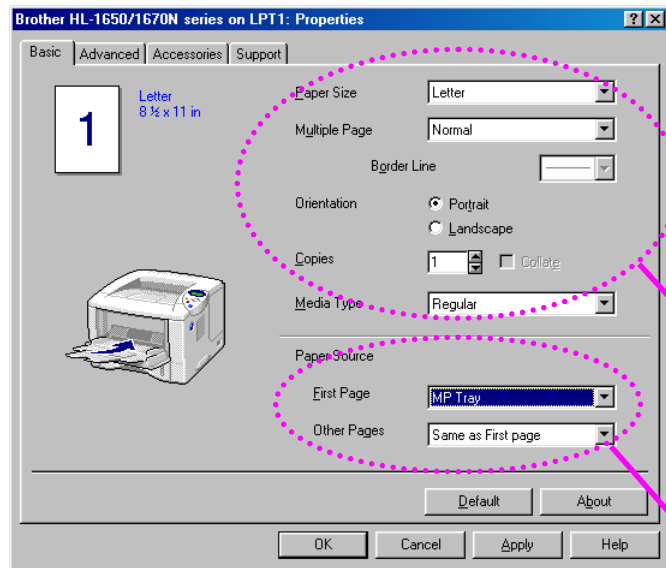 Brother HL-1650/1670N series on LPT1: Properties
Basic Advanced Accessories Support
1
Letter
8 ½ x 11 in
Paper Size Letter
Multiple Page Normal
Border Line
Orientation Portrait
Landscape
Copies 1 Collate
Media Type Regular
Paper Source
First Page MP Tray
Other Pages Same as First page
Default About
OK Cancel Apply Help